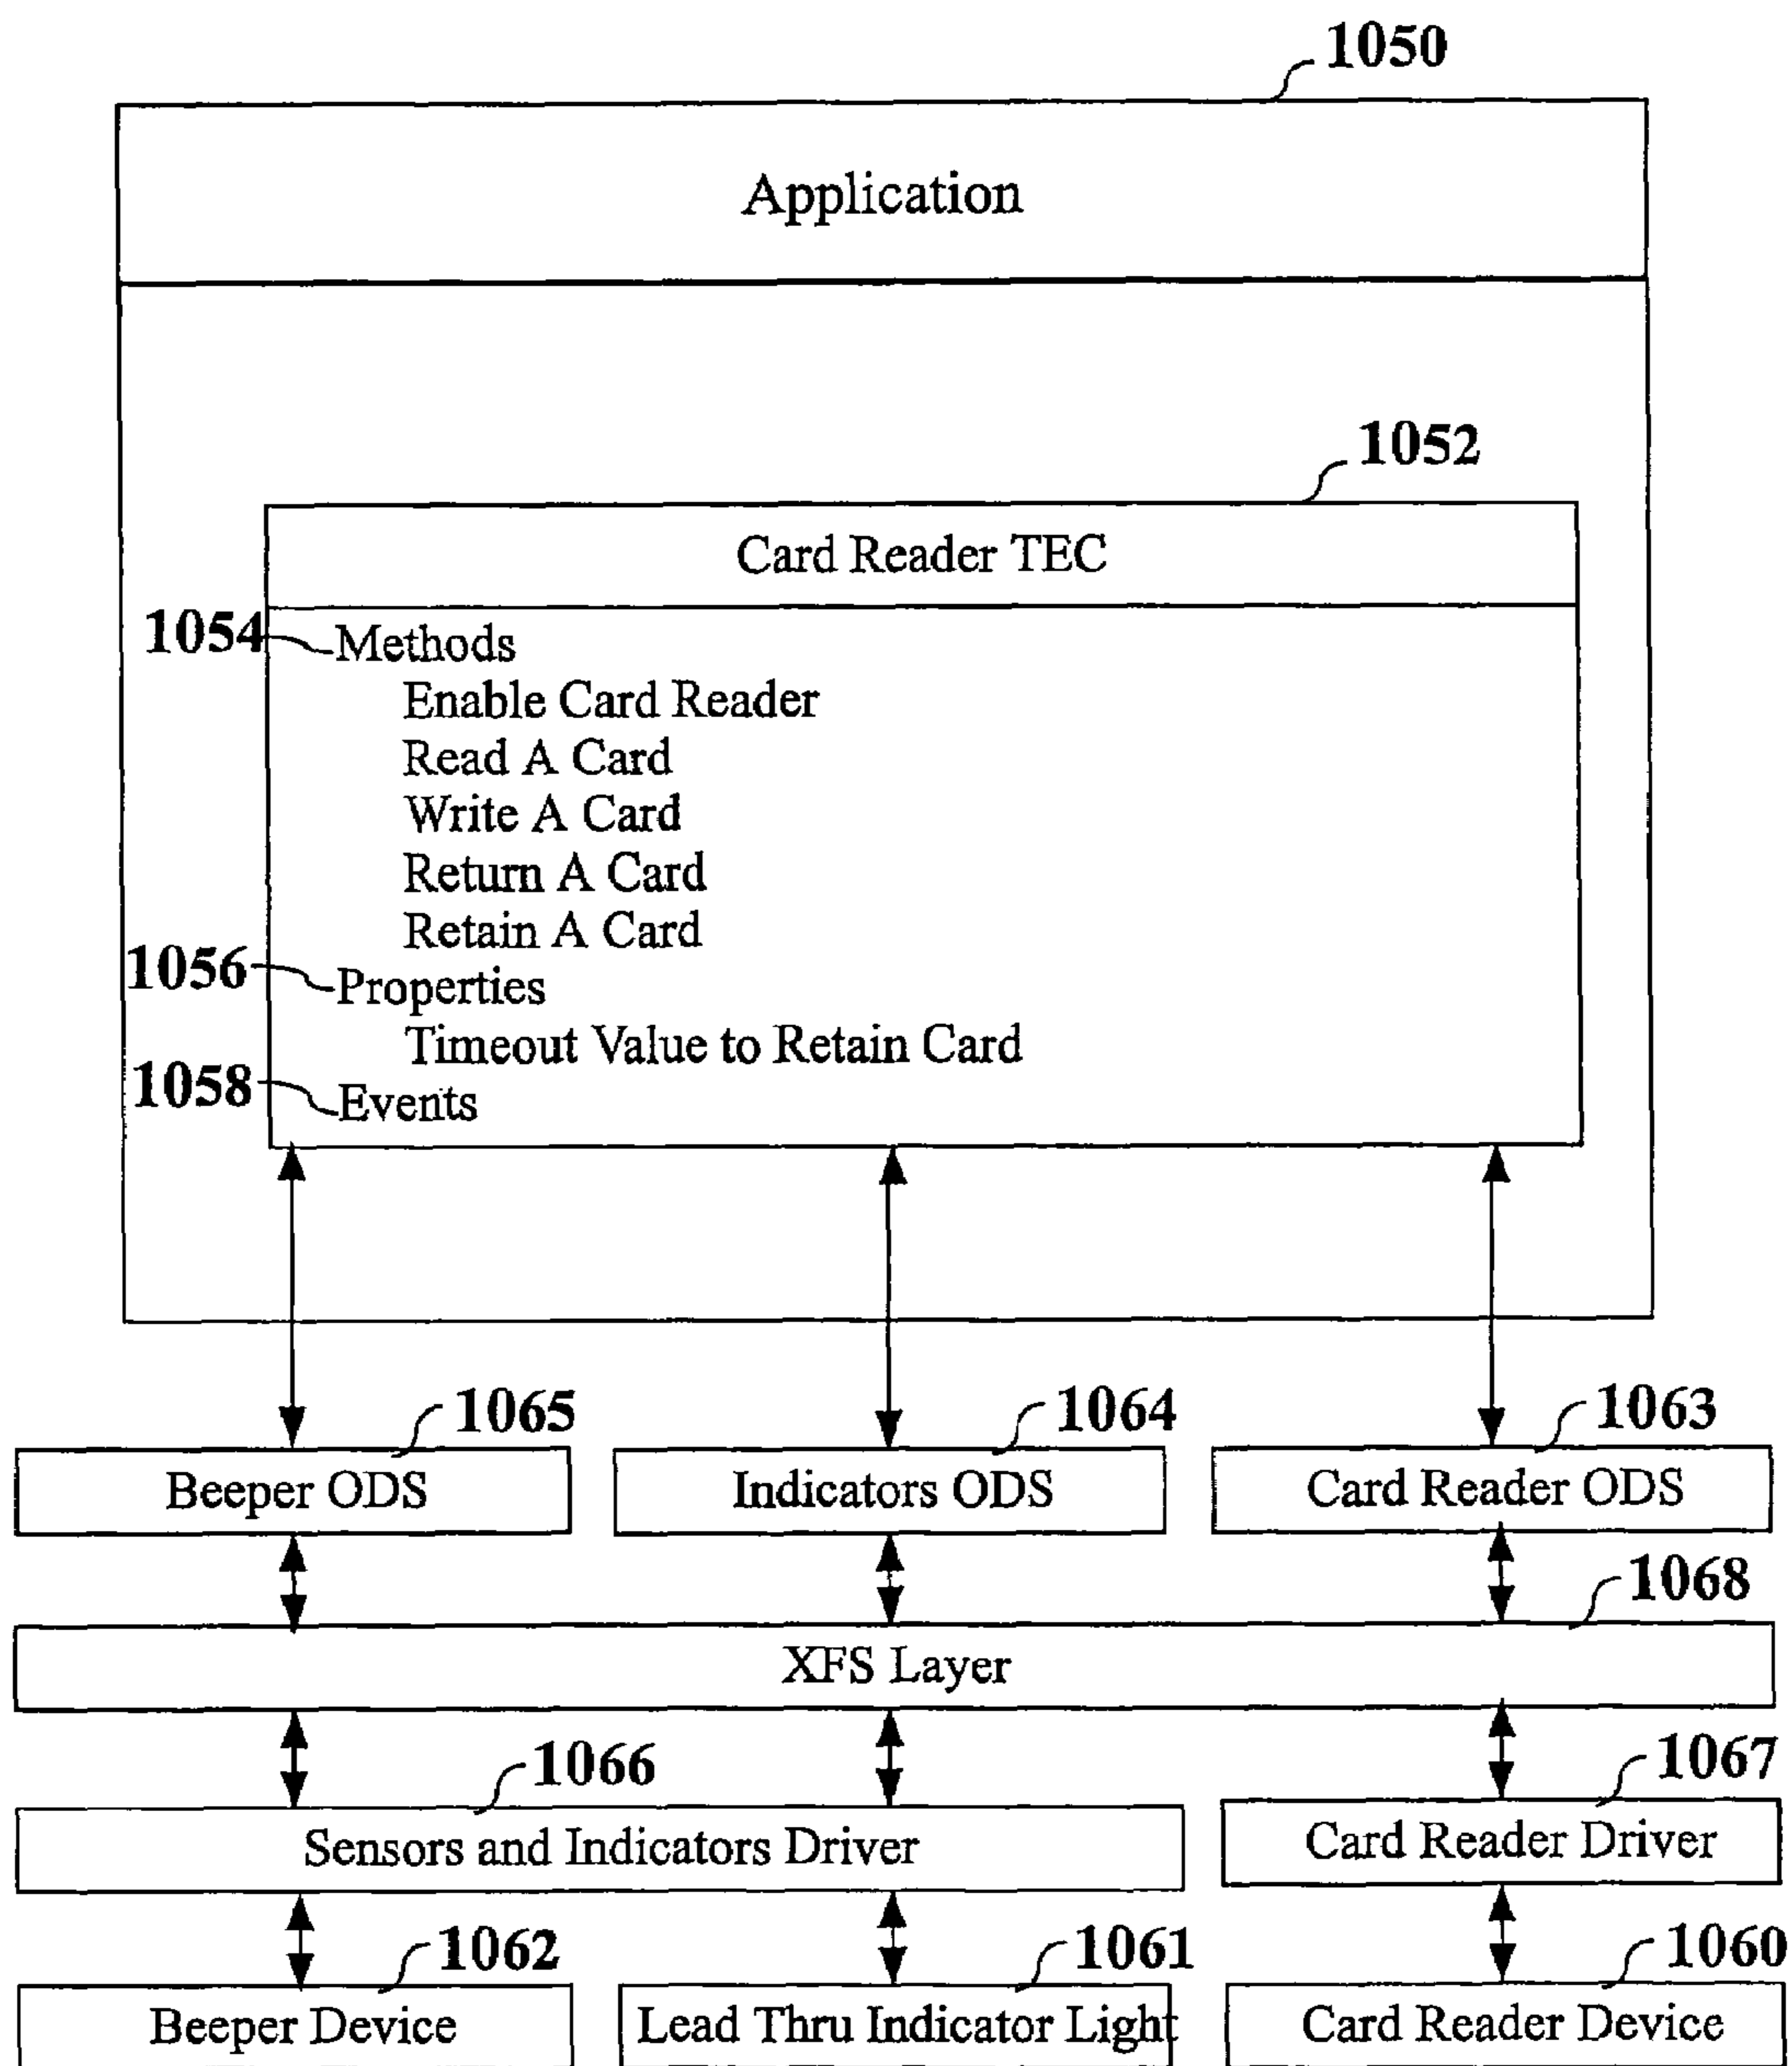 1050
Application
1052
Card Reader TEC
1054 Methods
Enable Card Reader
Read A Card
Write A Card
Return A Card
Retain A Card
1056 Properties
Timeout Value to Retain Card
1058 Events
1065 1064 1063
Beeper ODS Indicators ODS Card Reader ODS
1068
XFS Layer
1066 1067
Sensors and Indicators Driver Card Reader Driver
1062 1061 1060
Beeper Device Lead Thru Indicator Light Card Reader Device